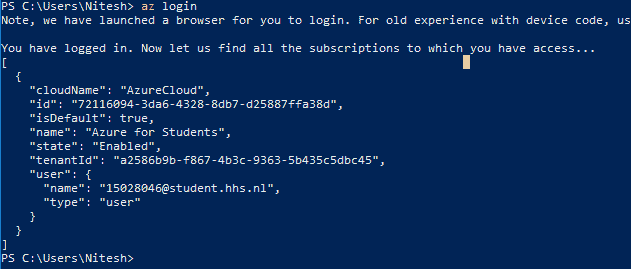 PS C:\Users\Nitesh> az login
Note, we have launched a browser for you to login. For old experience with device code, us
You have logged in. Now let us find all the subscriptions to which you have access...
[
  {
    "cloudName": "AzureCloud",
    "id": "72116094-3da6-4328-8db7-d25887ffa38d",
    "isDefault": true,
    "name": "Azure for Students",
    "state": "Enabled",
    "tenantId": "a2586b9b-f867-4b3c-9363-5b435c5dbc45",
    "user": {
      "name": "15028046@student.hhs.nl",
      "type": "user"
    }
  }
]
PS C:\Users\Nitesh>